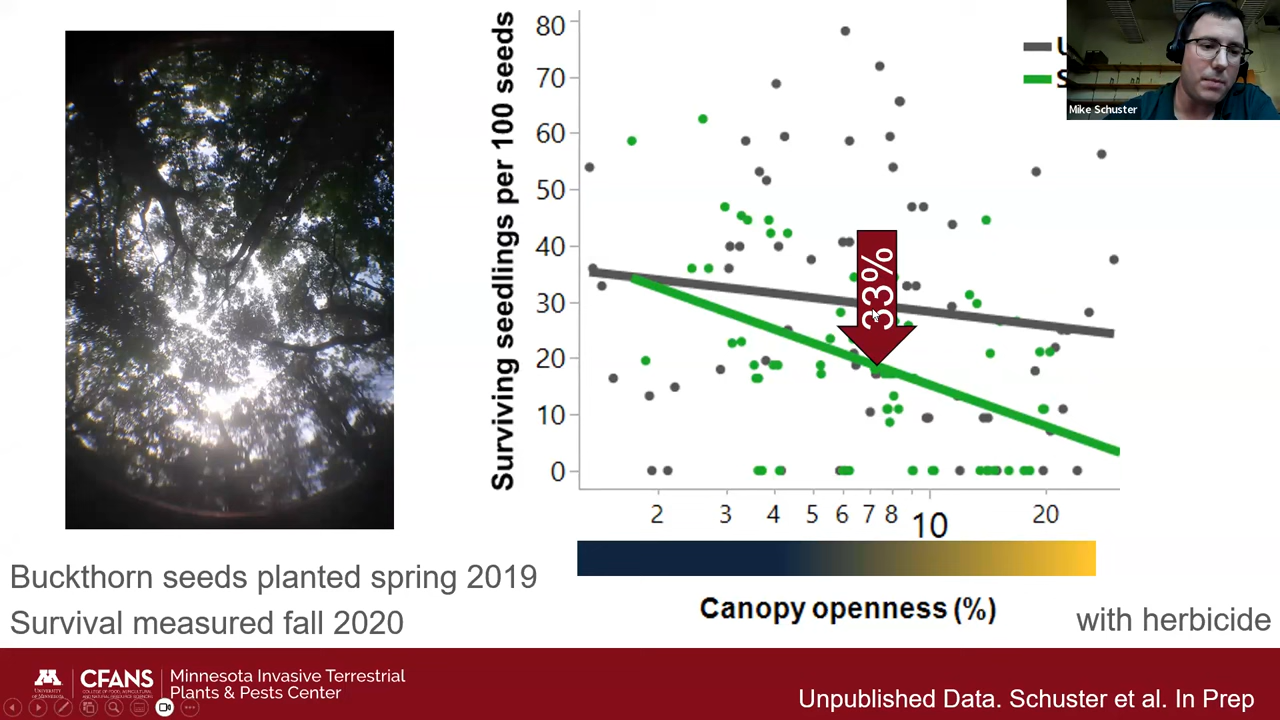 Surviving seedlings per 100 seeds
80
70
60
50
40
30
20
10
0
33%
Mike Schuster
2 3 4 5 6 7 8 10 20
Canopy openness (%)
Buckthorn seeds planted spring 2019
Survival measured fall 2020
with herbicide
CFANS
Minnesota Invasive Terrestrial
Plants & Pests Center
Unpublished Data. Schuster et al. In Prep